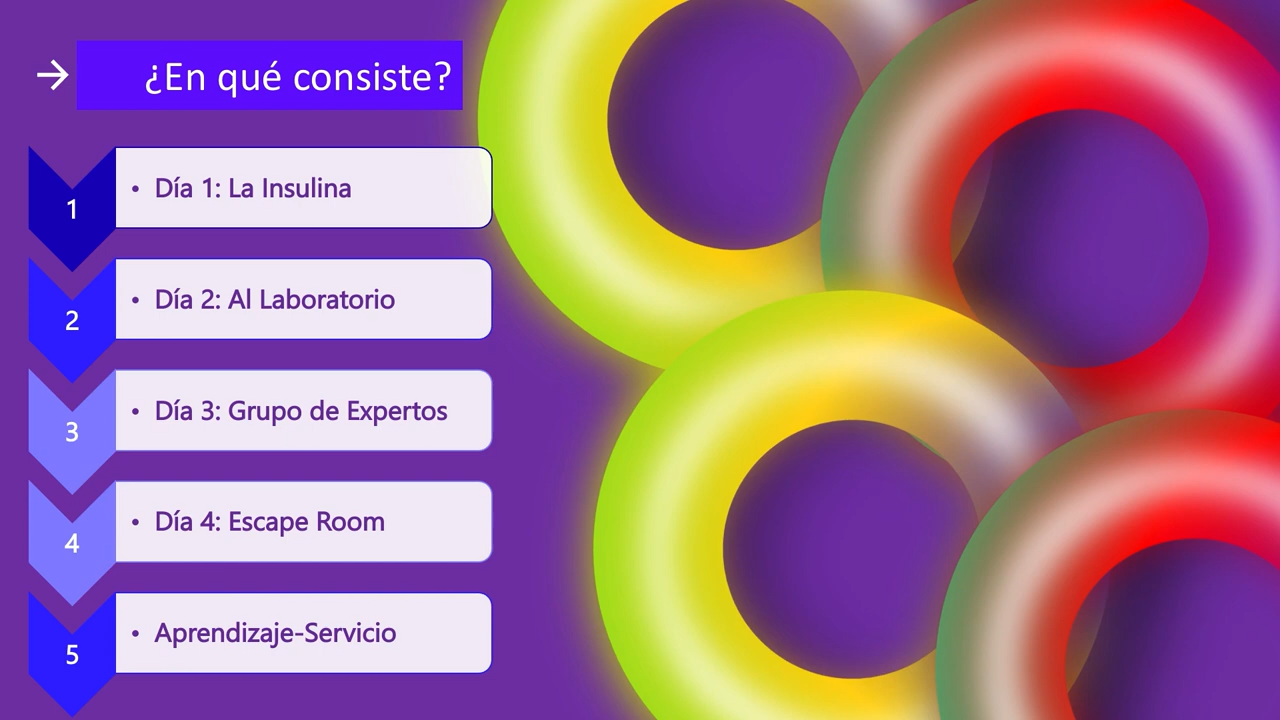 → ¿En qué consiste?
1
• Día 1: La Insulina
2
• Día 2: Al Laboratorio
3
• Día 3: Grupo de Expertos
4
• Día 4: Escape Room
5
• Aprendizaje-Servicio